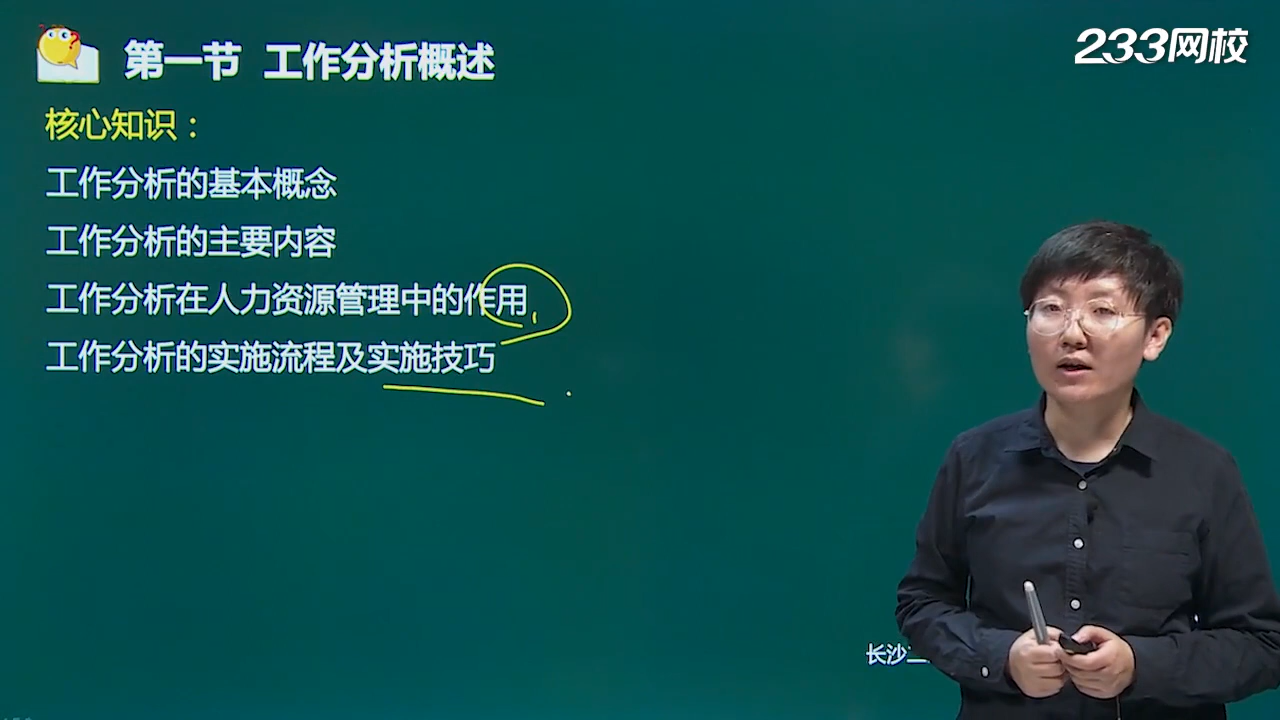 第一节 工作分析概述
233网校
核心知识：
工作分析的基本概念
工作分析的主要内容
工作分析在人力资源管理中的作用
工作分析的实施流程及实施技巧
长沙二